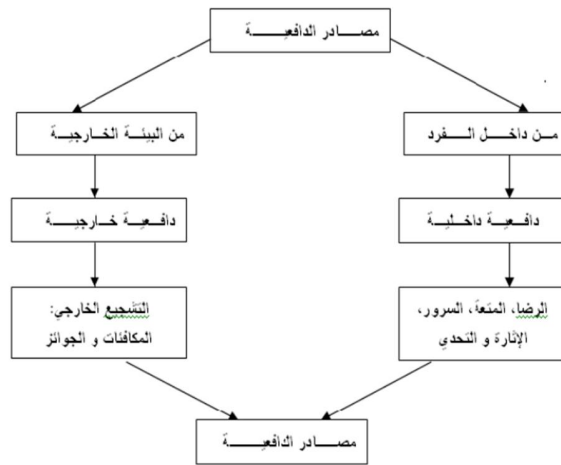 مصادر الدافعية
من داخل الفرد
من البيئة الخارجية
دافعية داخلية
دافعية خارجية
الرضا، المتعة، السرور،
الإثارة و التحدي
التشجيع الخارجي:
المكافئات و الجوائز
مصادر الدافعية